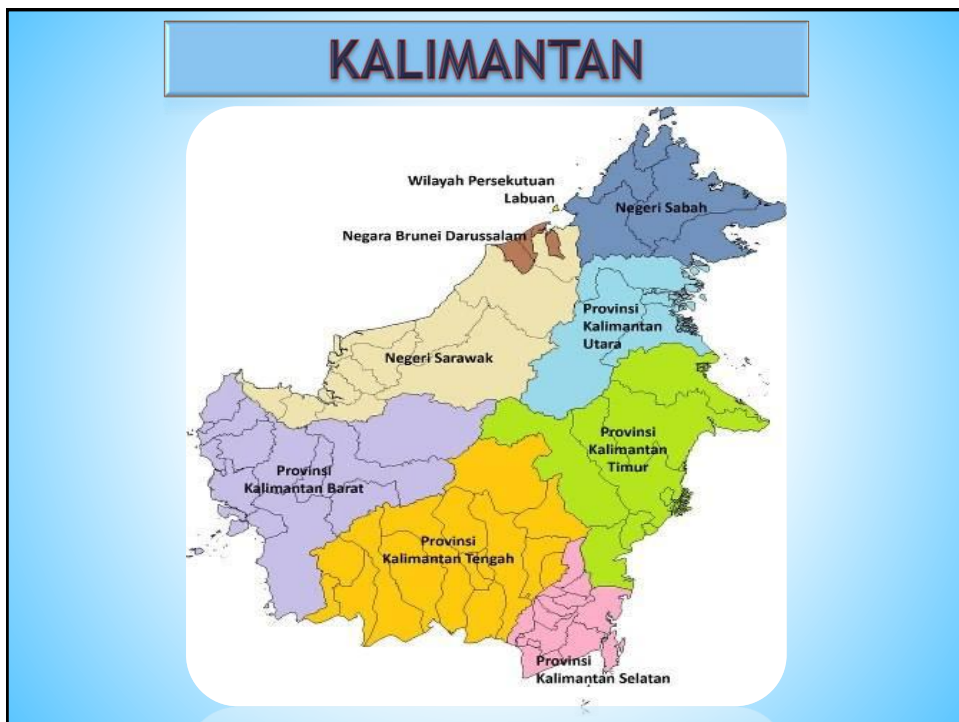 KALIMANTAN
Wilayah Persekutuan
Labuan
Negeri Sabah
Negara Brunei Darussalam
Provinsi
Kalimantan
Utara
Negeri Sarawak
Provinsi
Kalimantan
Timur
Provinsi
Kalimantan Barat
Provinsi
Kalimantan Tengah
Provinsi
Kalimantan Selatan